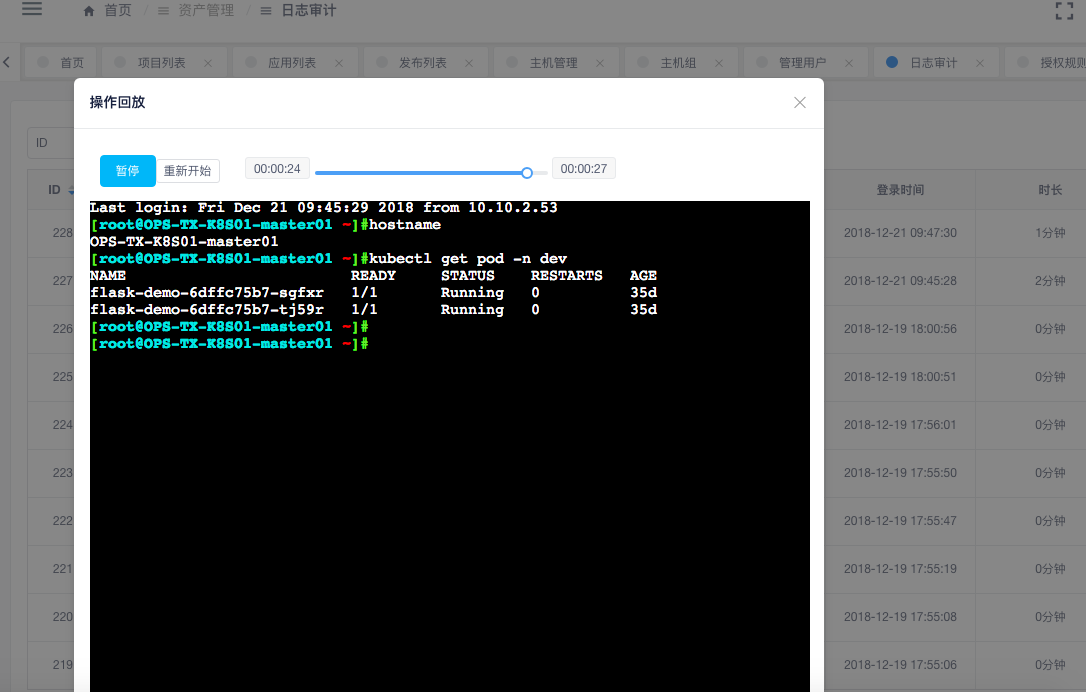 首页 / 资产管理 / 日志审计
首页 项目列表 应用列表 发布列表 主机管理 主机组 管理用户 日志审计 授权规则
操作回放
ID
暂停 重新开始 00:00:24 00:00:27
ID 登录时间 时长
Last login: Fri Dec 21 09:45:29 2018 from 10.10.2.53
[root@OPS-TX-K8S01-master01 ~]#hostname
OPS-TX-K8S01-master01
[root@OPS-TX-K8S01-master01 ~]#kubectl get pod -n dev
NAME READY STATUS RESTARTS AGE
flask-demo-6dffc75b7-sgfxr 1/1 Running 0 35d
flask-demo-6dffc75b7-tj59r 1/1 Running 0 35d
[root@OPS-TX-K8S01-master01 ~]#
[root@OPS-TX-K8S01-master01 ~]#
228 2018-12-21 09:47:30 1分钟
227 2018-12-21 09:45:28 2分钟
226 2018-12-19 18:00:56 0分钟
225 2018-12-19 18:00:51 0分钟
224 2018-12-19 17:56:01 0分钟
223 2018-12-19 17:55:50 0分钟
222 2018-12-19 17:55:47 0分钟
221 2018-12-19 17:55:19 0分钟
220 2018-12-19 17:55:08 0分钟
219 2018-12-19 17:55:06 0分钟